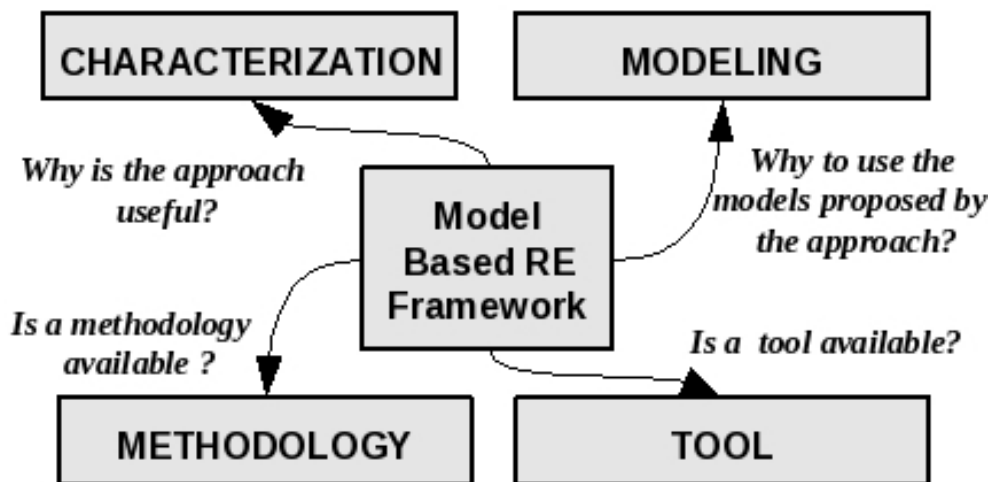 CHARACTERIZATION
MODELING
Why is the approach
useful?
Why to use the
models proposed by
the approach?
Model
Based RE
Framework
Is a methodology
available ?
Is a tool available?
METHODOLOGY
TOOL